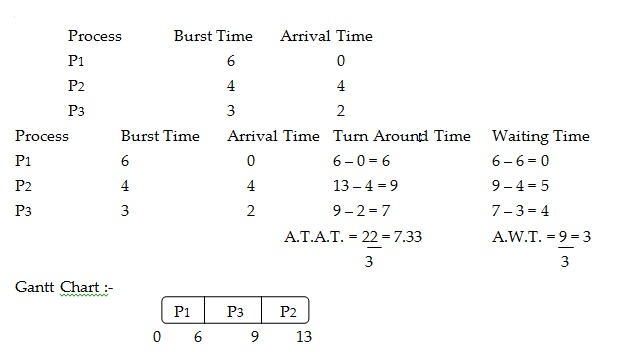 Process Burst Time Arrival Time
P1 6 0
P2 4 4
P3 3 2
Process Burst Time Arrival Time Turn Around Time Waiting Time
P1 6 0 6 – 0 = 6 6 – 6 = 0
P2 4 4 13 – 4 = 9 9 – 4 = 5
P3 3 2 9 – 2 = 7 7 – 3 = 4
A.T.A.T. = 22 = 7.33 A.W.T. = 9 = 3
3 3
Gantt Chart :-
P1 P3 P2
0 6 9 13